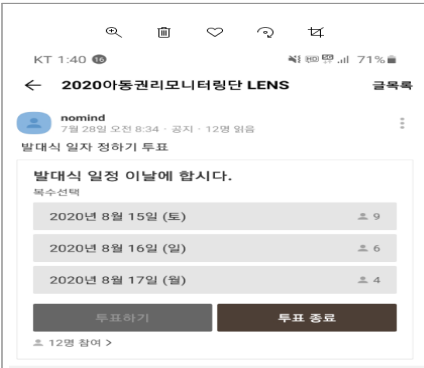 KT 1:40
71%
← 2020아동권리모니터링단 LENS 글목록
nomind
7월 28일 오전 8:34 · 공지 · 12명 읽음
발대식 일자 정하기 투표
발대식 일정 이날에 합시다.
복수선택
2020년 8월 15일 (토) 9
2020년 8월 16일 (일) 6
2020년 8월 17일 (월) 4
투표하기 투표 종료
12명 참여 >